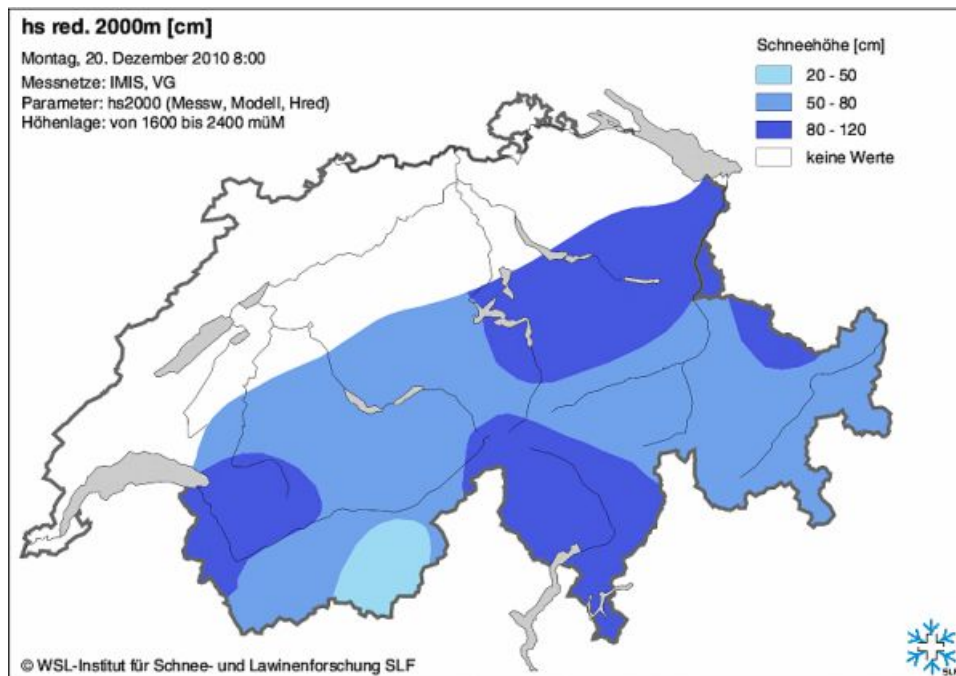 hs red. 2000m [cm]
Montag, 20. Dezember 2010 8:00
Messnetze: IMIS, VG
Parameter: hs2000 (Messw, Modell, Hred)
Höhenlage: von 1600 bis 2400 müM
Schneehöhe [cm]
20 - 50
50 - 80
80 - 120
keine Werte
© WSL-Institut für Schnee- und Lawinenforschung SLF
SLF